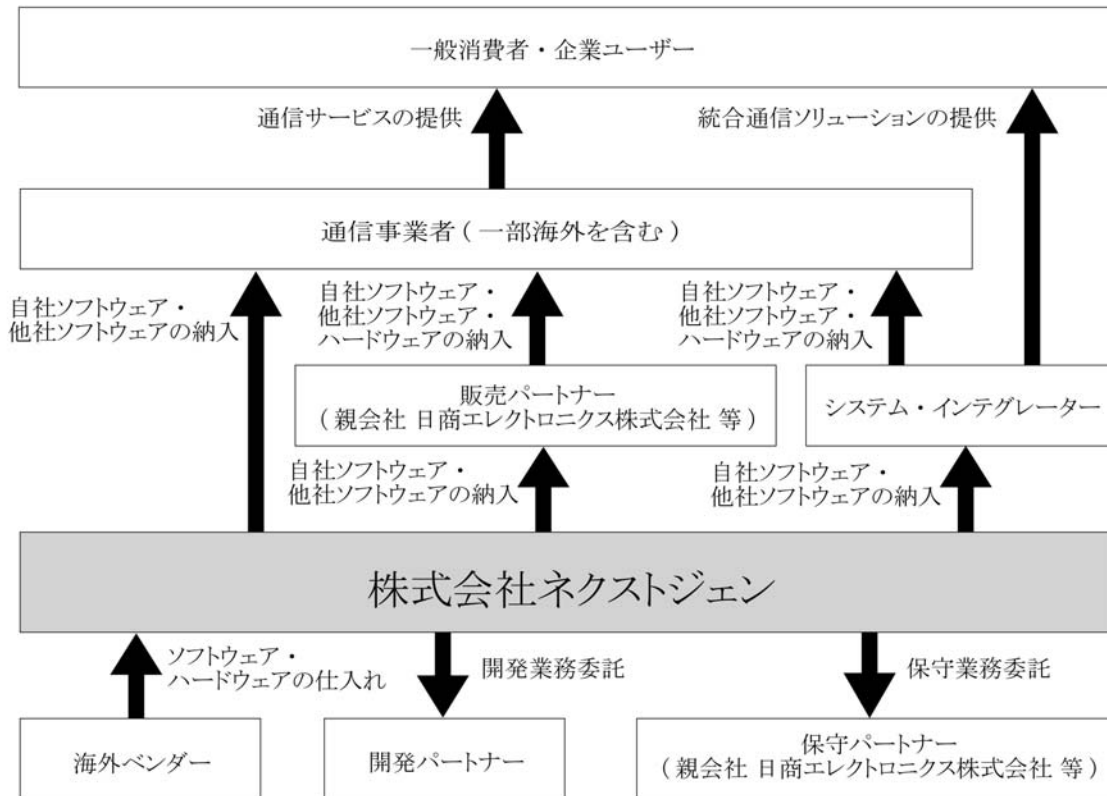 一般消費者・企業ユーザー
通信サービスの提供
統合通信ソリューションの提供
通信事業者（一部海外を含む）
自社ソフトウェア・
他社ソフトウェアの納入
自社ソフトウェア・
他社ソフトウェア・
ハードウェアの納入
自社ソフトウェア・
他社ソフトウェア・
ハードウェアの納入
販売パートナー
（親会社 日商エレクトロニクス株式会社 等）
システム・インテグレーター
自社ソフトウェア・
他社ソフトウェアの納入
自社ソフトウェア・
他社ソフトウェアの納入
株式会社ネクストジェン
ソフトウェア・
ハードウェアの仕入れ
開発業務委託
保守業務委託
海外ベンダー
開発パートナー
保守パートナー
（親会社 日商エレクトロニクス株式会社 等）